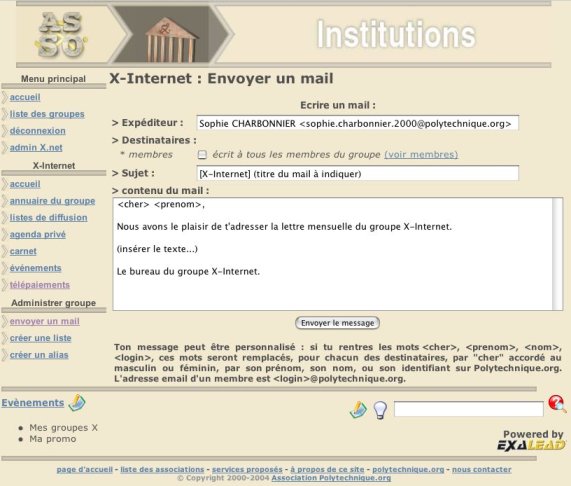 ASSO
Institutions
Menu principal
accueil
liste des groupes
déconnexion
admin X.net
X-Internet
accueil
annuaire du groupe
listes de diffusion
agenda privé
carnet
événements
télépaiements
Administrer groupe
envoyer un mail
créer une liste
créer un alias
X-Internet : Envoyer un mail
Ecrire un mail :
> Expéditeur : Sophie CHARBONNIER <sophie.charbonnier.2000@polytechnique.org>
> Destinataires :
* membres écrit à tous les membres du groupe (voir membres)
> Sujet : [X-Internet] (titre du mail à indiquer)
> contenu du mail :
<cher> <prenom>,
Nous avons le plaisir de t'adresser la lettre mensuelle du groupe X-Internet.
(insérer le texte...)
Le bureau du groupe X-Internet.
Envoyer le message
Ton message peut être personnalisé : si tu rentres les mots <cher>, <prenom>, <nom>,
<login>, ces mots seront remplacés, pour chacun des destinataires, par "cher" accordé au
masculin ou féminin, par son prénom, son nom, ou son identifiant sur Polytechnique.org.
L'adresse email d'un membre est <login>@polytechnique.org.
Evènements
Mes groupes X
Ma promo
Powered by
EXALEAD
page d'accueil - liste des associations - services proposés - à propos de ce site - polytechnique.org - nous contacter
© Copyright 2000-2004 Association Polytechnique.org